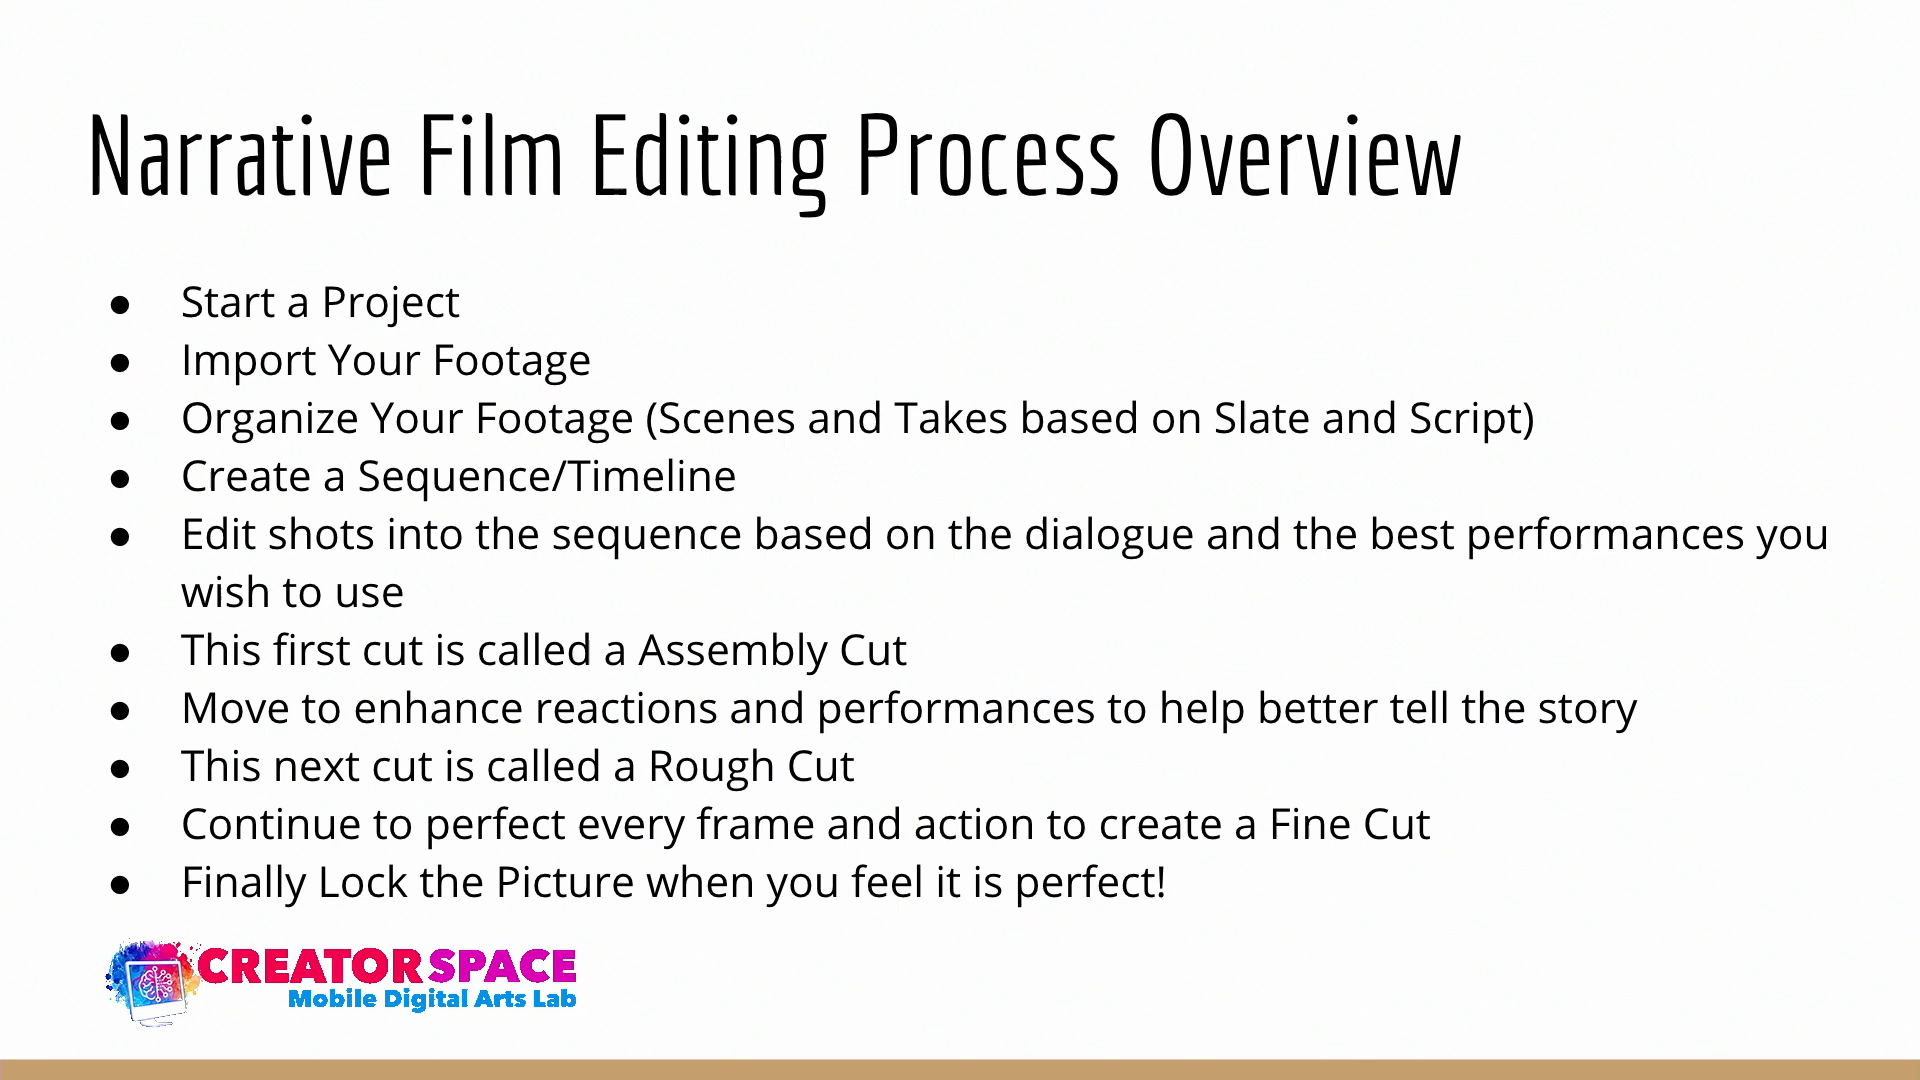 Narrative Film Editing Process Overview
● Start a Project
● Import Your Footage
● Organize Your Footage (Scenes and Takes based on Slate and Script)
● Create a Sequence/Timeline
● Edit shots into the sequence based on the dialogue and the best performances you
wish to use
● This first cut is called a Assembly Cut
● Move to enhance reactions and performances to help better tell the story
● This next cut is called a Rough Cut
● Continue to perfect every frame and action to create a Fine Cut
● Finally Lock the Picture when you feel it is perfect!
CREATORSPACE
Mobile Digital Arts Lab